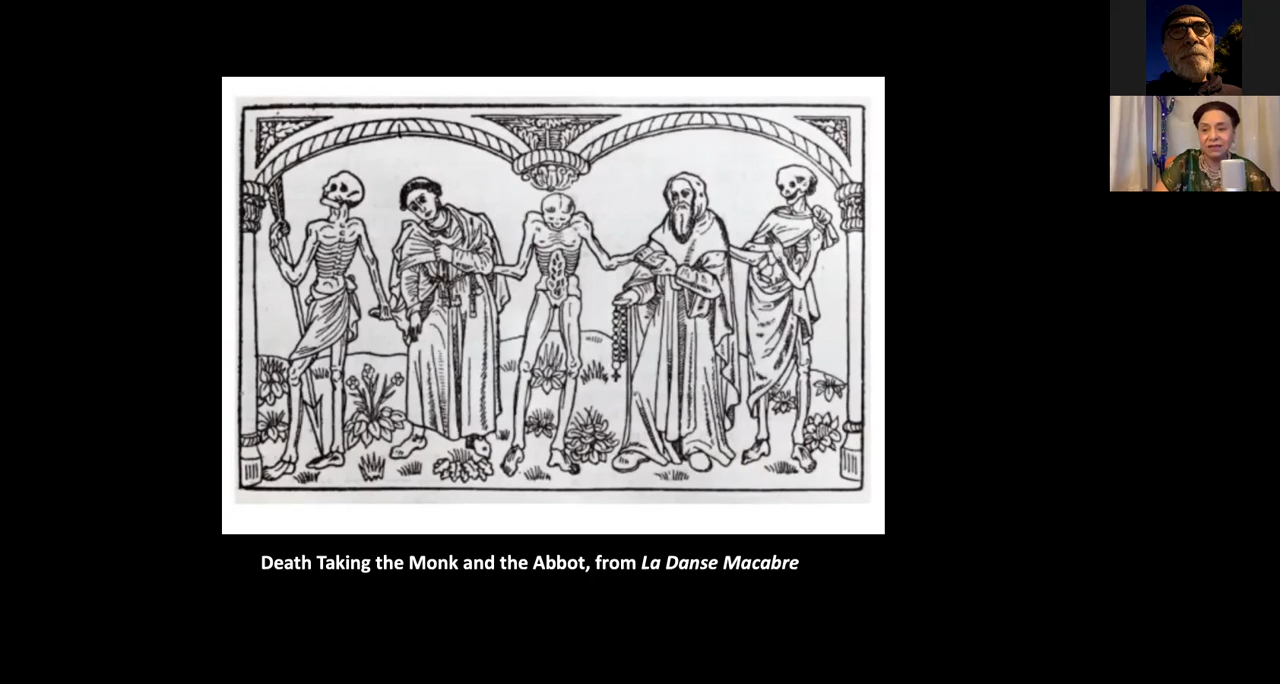 Death Taking the Monk and the Abbot, from La Danse Macabre